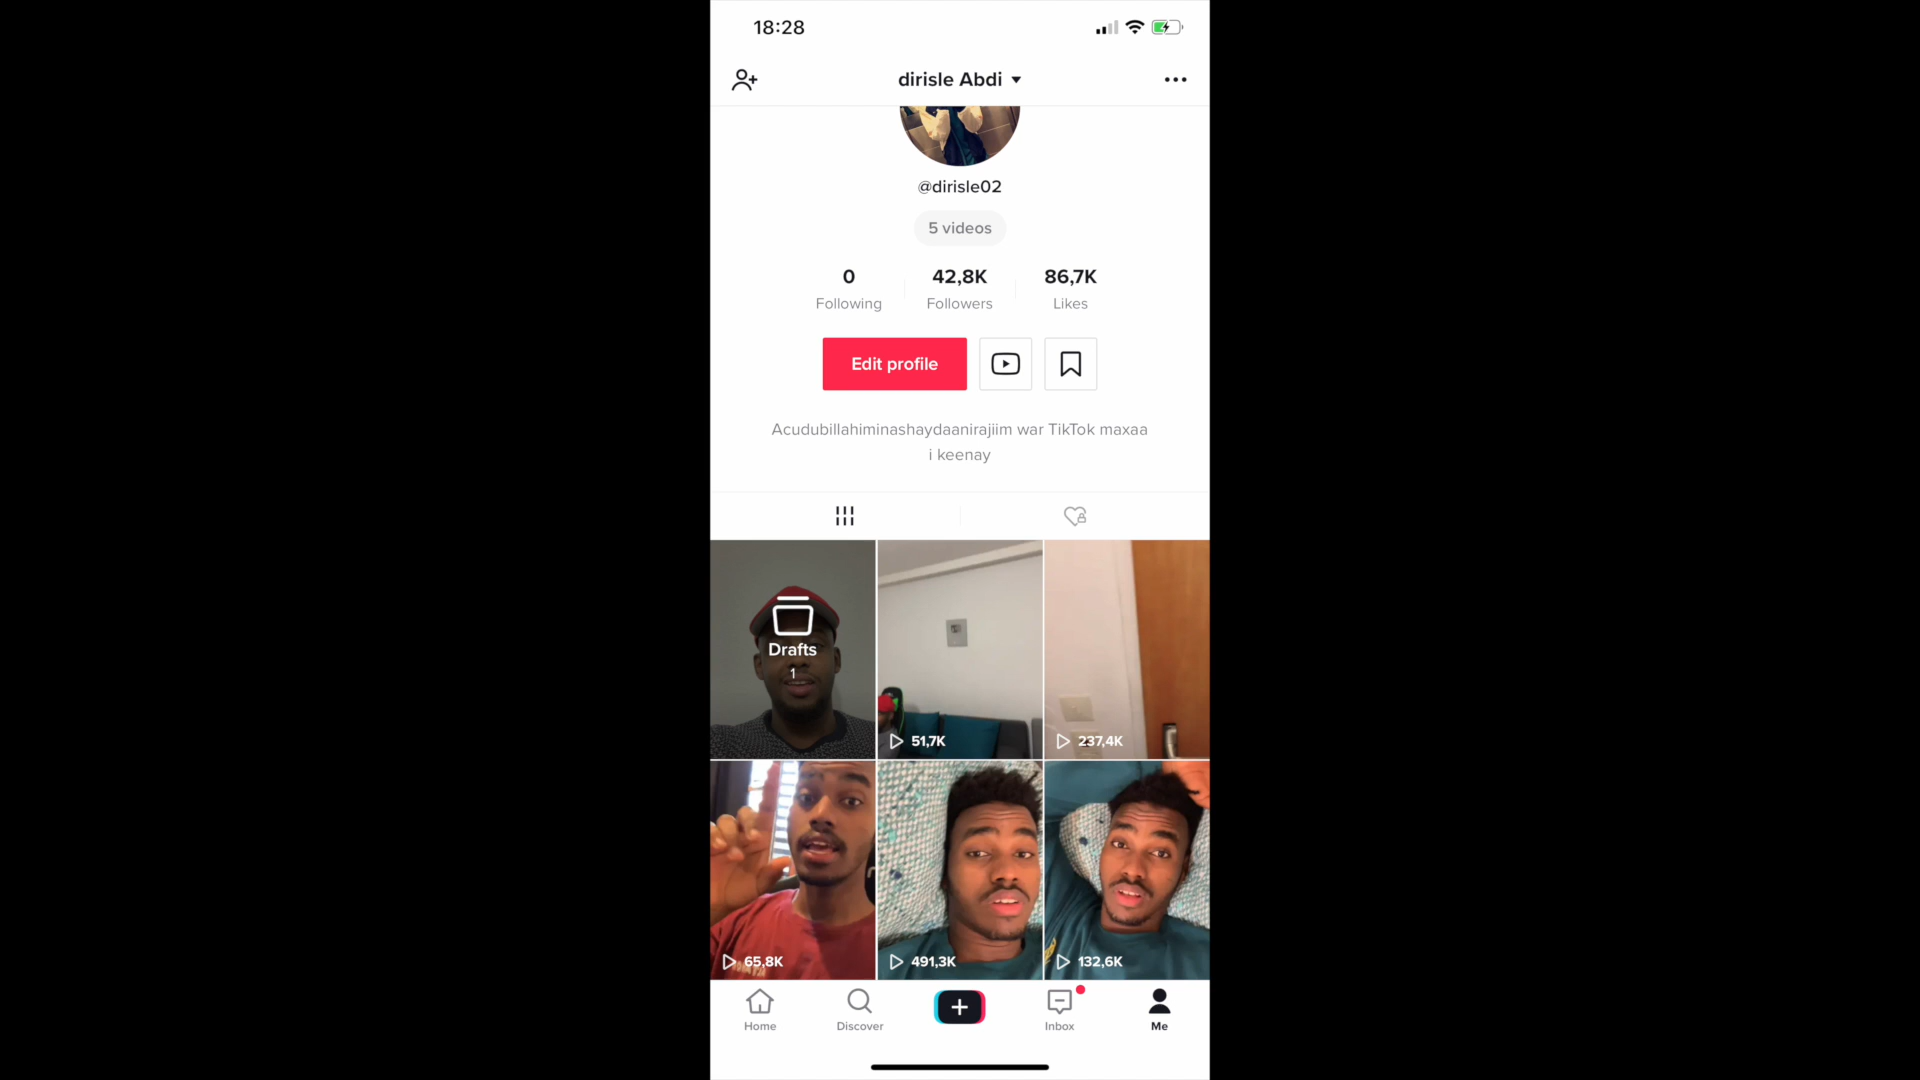 18:28
dirisle Abdi
@dirisle02
5 videos
0
Following
42,8K
Followers
86,7K
Likes
Edit profile
Acudubillahiminashaydaanirajiim war TikTok maxaa
i keenay
Drafts
1
51,7K
237,4K
65,8K
491,3K
132,6K
Home
Discover
Inbox
Me